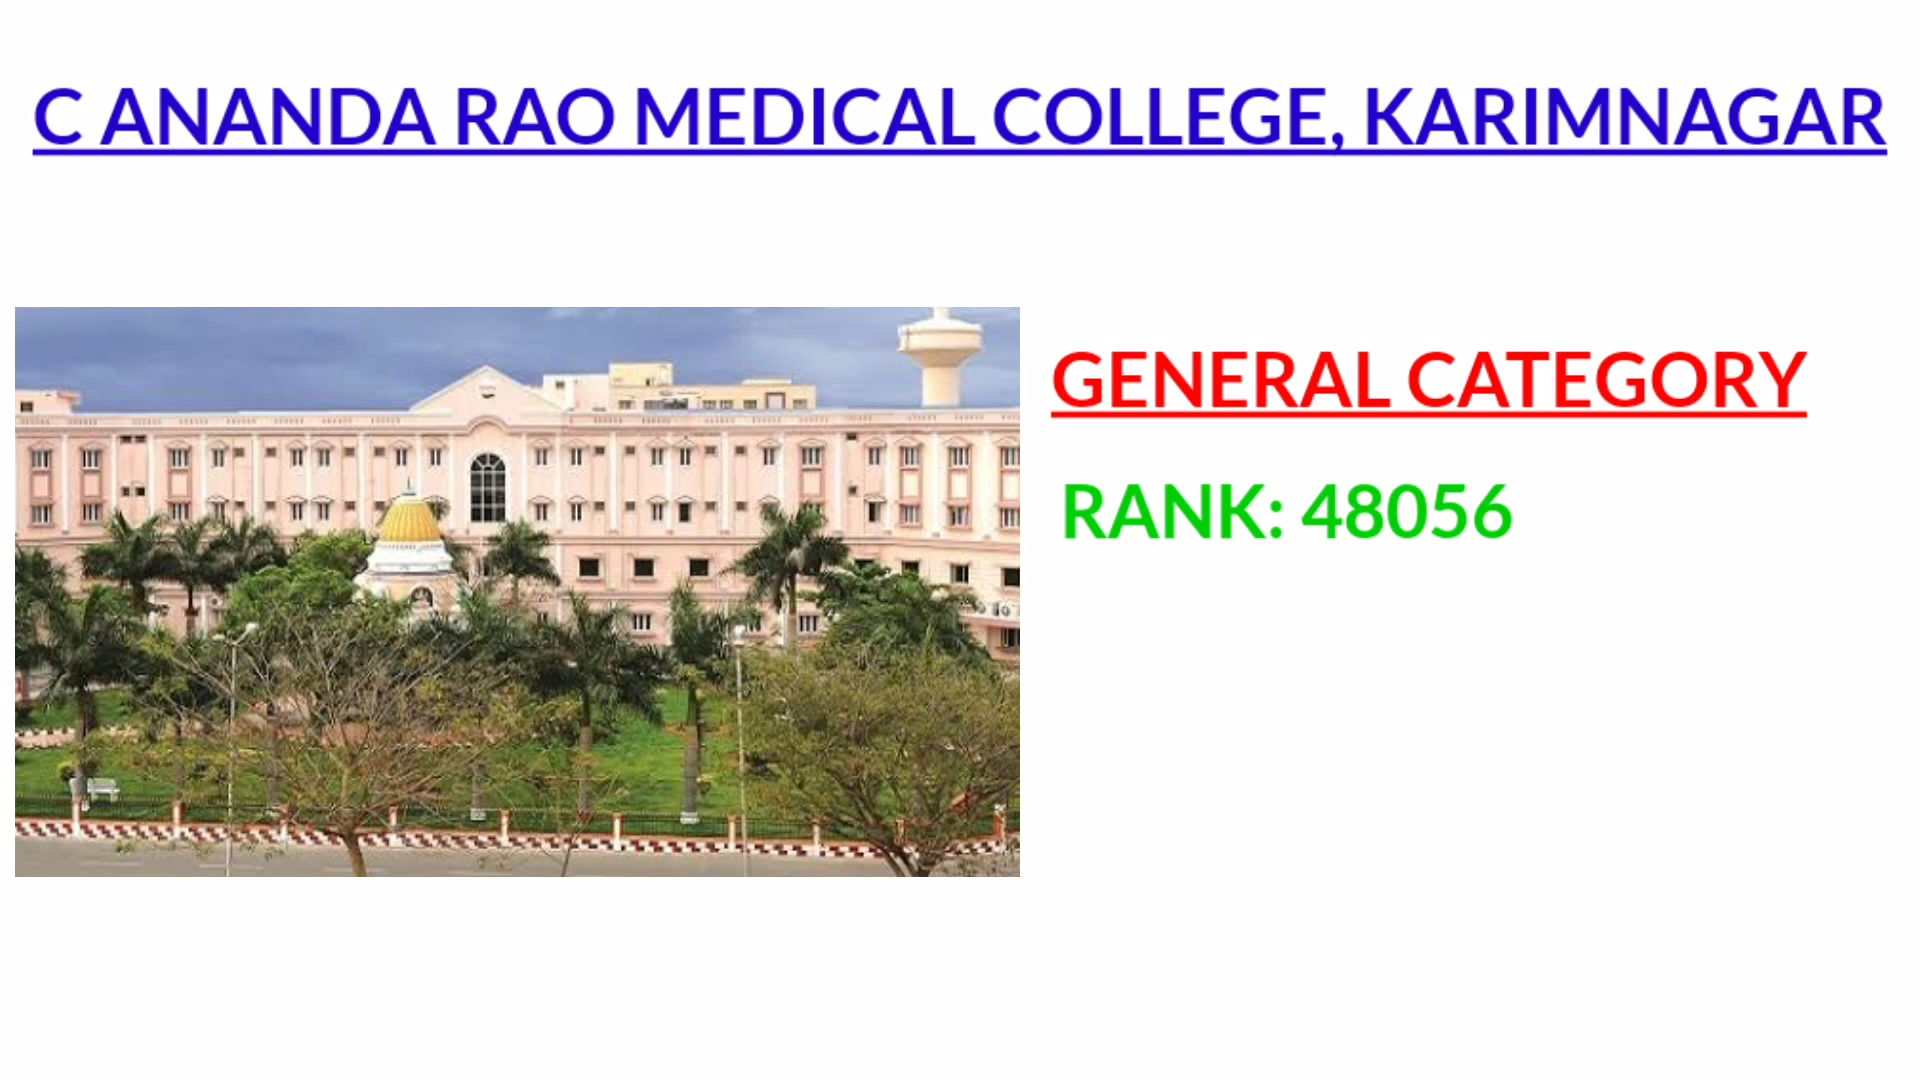 C ANANDA RAO MEDICAL COLLEGE, KARIMNAGAR
GENERAL CATEGORY
RANK: 48056